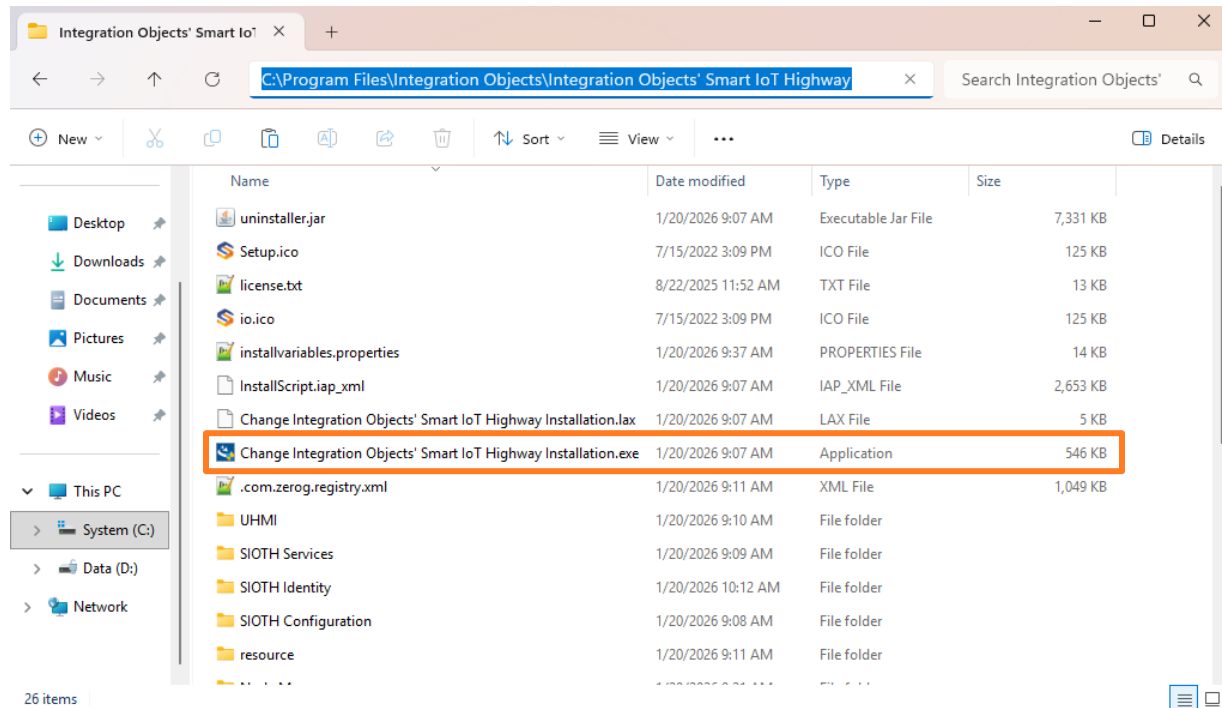 Integration Objects' Smart IoT
C:\Program Files\Integration Objects\Integration Objects' Smart IoT Highway
Search Integration Objects'
New
Sort
View
Details
Name Date modified Type Size
Desktop
Downloads
Documents
Pictures
Music
Videos
This PC
System (C:)
Data (D:)
Network
uninstaller.jar 1/20/2026 9:07 AM Executable Jar File 7,331 KB
Setup.ico 7/15/2022 3:09 PM ICO File 125 KB
license.txt 8/22/2025 11:52 AM TXT File 13 KB
io.ico 7/15/2022 3:09 PM ICO File 125 KB
installvariables.properties 1/20/2026 9:37 AM PROPERTIES File 14 KB
InstallScript.iap_xml 1/20/2026 9:07 AM IAP_XML File 2,653 KB
Change Integration Objects' Smart IoT Highway Installation.lax 1/20/2026 9:07 AM LAX File 5 KB
Change Integration Objects' Smart IoT Highway Installation.exe 1/20/2026 9:07 AM Application 546 KB
.com.zerog.registry.xml 1/20/2026 9:11 AM XML File 1,049 KB
UHMI 1/20/2026 9:10 AM File folder
SIOTH Services 1/20/2026 9:09 AM File folder
SIOTH Identity 1/20/2026 10:12 AM File folder
SIOTH Configuration 1/20/2026 9:08 AM File folder
resource 1/20/2026 9:11 AM File folder
26 items